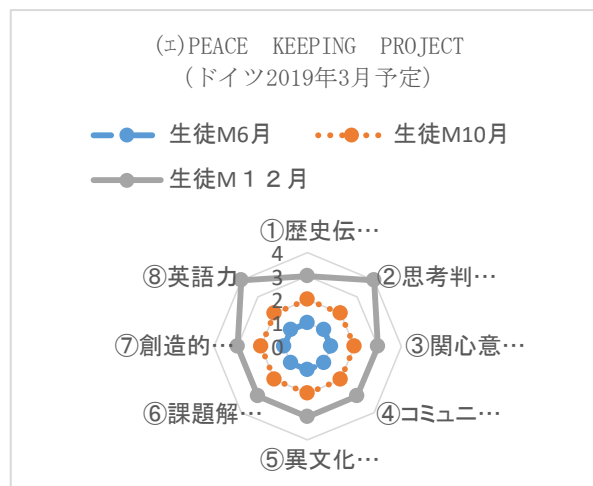 (ｴ)PEACE　KEEPING　PROJECT
(ドイツ2019年3月予定)
生徒M6月
生徒M10月
生徒M１２月
①歴史伝…
②思考判…
③関心意…
④コミュニ…
⑤異文化…
⑥課題解…
⑦創造的…
⑧英語力
4
3
2
1
0